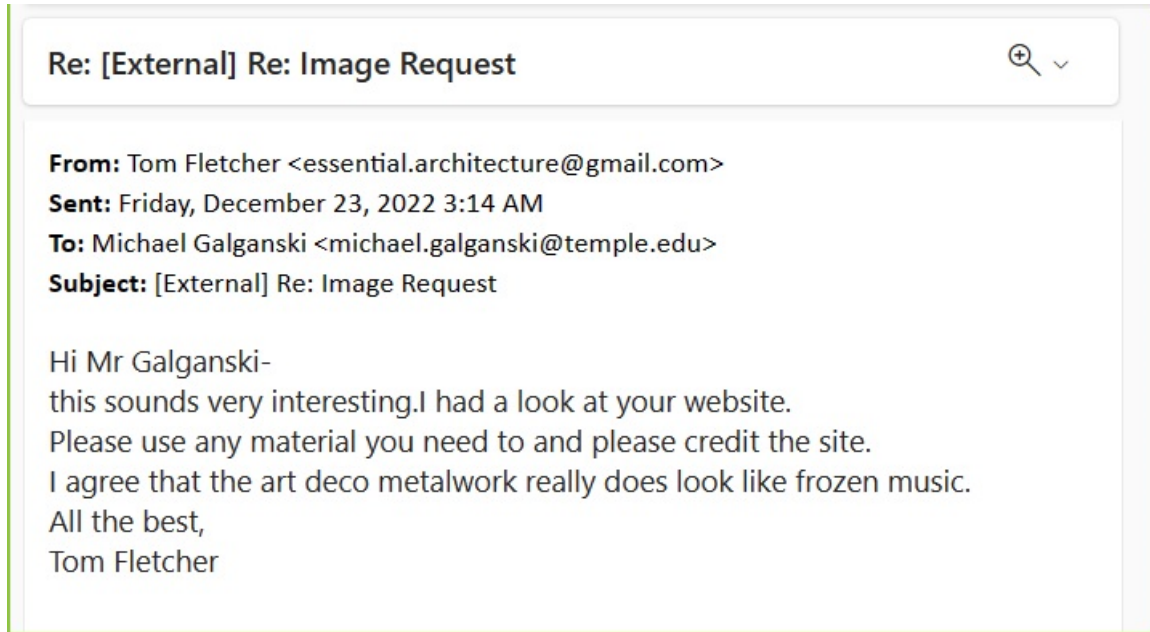 Re: [External] Re: Image Request
From: Tom Fletcher <essential.architecture@gmail.com>
Sent: Friday, December 23, 2022 3:14 AM
To: Michael Galganski <michael.galganski@temple.edu>
Subject: [External] Re: Image Request
Hi Mr Galganski-
this sounds very interesting.I had a look at your website.
Please use any material you need to and please credit the site.
I agree that the art deco metalwork really does look like frozen music.
All the best,
Tom Fletcher